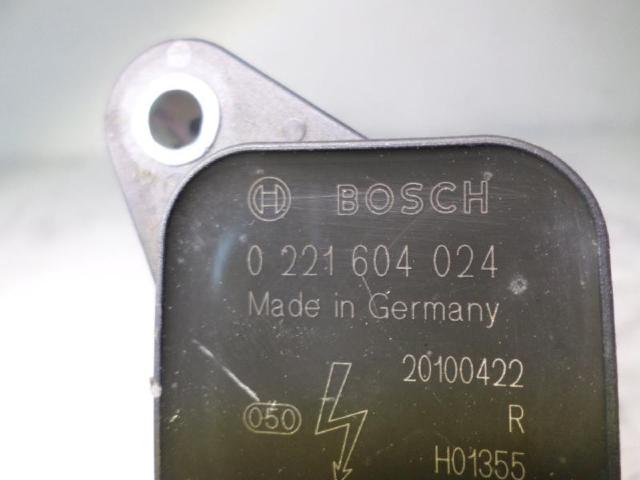 BOSCH
0 221 604 024
Made in Germany
20100422
050 R
H01355